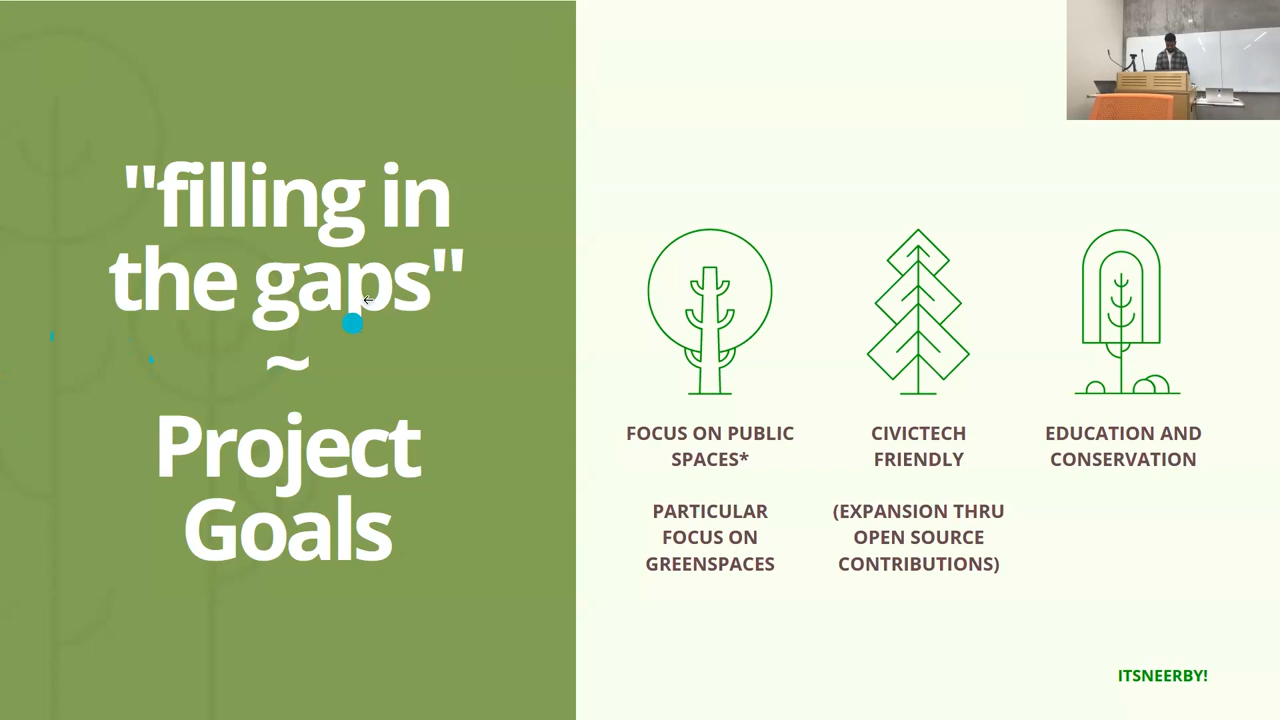 "filling in
the gaps"
~
Project
Goals
FOCUS ON PUBLIC
SPACES*
PARTICULAR
FOCUS ON
GREENSPACES
CIVICTECH
FRIENDLY
(EXPANSION THRU
OPEN SOURCE
CONTRIBUTIONS)
EDUCATION AND
CONSERVATION
ITSNEERBY!